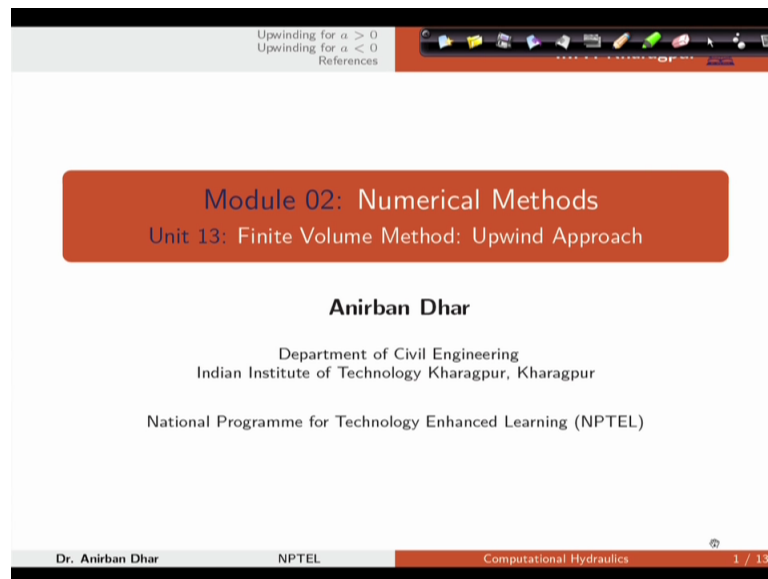 Upwinding for a > 0
Upwinding for a < 0
References
Module 02: Numerical Methods
Unit 13: Finite Volume Method: Upwind Approach
Anirban Dhar
Department of Civil Engineering
Indian Institute of Technology Kharagpur, Kharagpur
National Programme for Technology Enhanced Learning (NPTEL)
Dr. Anirban Dhar NPTEL Computational Hydraulics 1 / 13